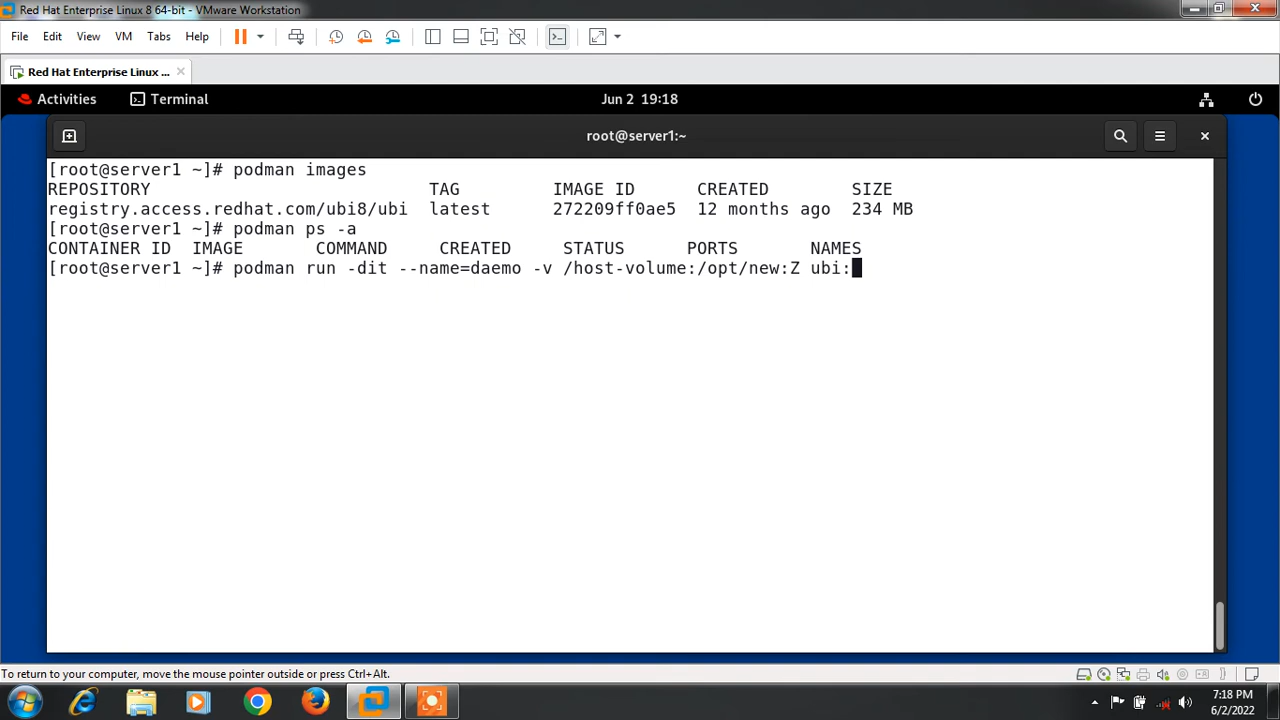 Red Hat Enterprise Linux 8 64-bit - VMware Workstation
File Edit View VM Tabs Help
Red Hat Enterprise Linux ...
Activities Terminal Jun 2 19:18
root@server1:~
[root@server1 ~]# podman images
REPOSITORY TAG IMAGE ID CREATED SIZE
registry.access.redhat.com/ubi8/ubi latest 272209ff0ae5 12 months ago 234 MB
[root@server1 ~]# podman ps -a
CONTAINER ID IMAGE COMMAND CREATED STATUS PORTS NAMES
[root@server1 ~]# podman run -dit --name=daemo -v /host-volume:/opt/new:Z ubi:
To return to your computer, move the mouse pointer outside or press Ctrl+Alt.
7:18 PM
6/2/2022